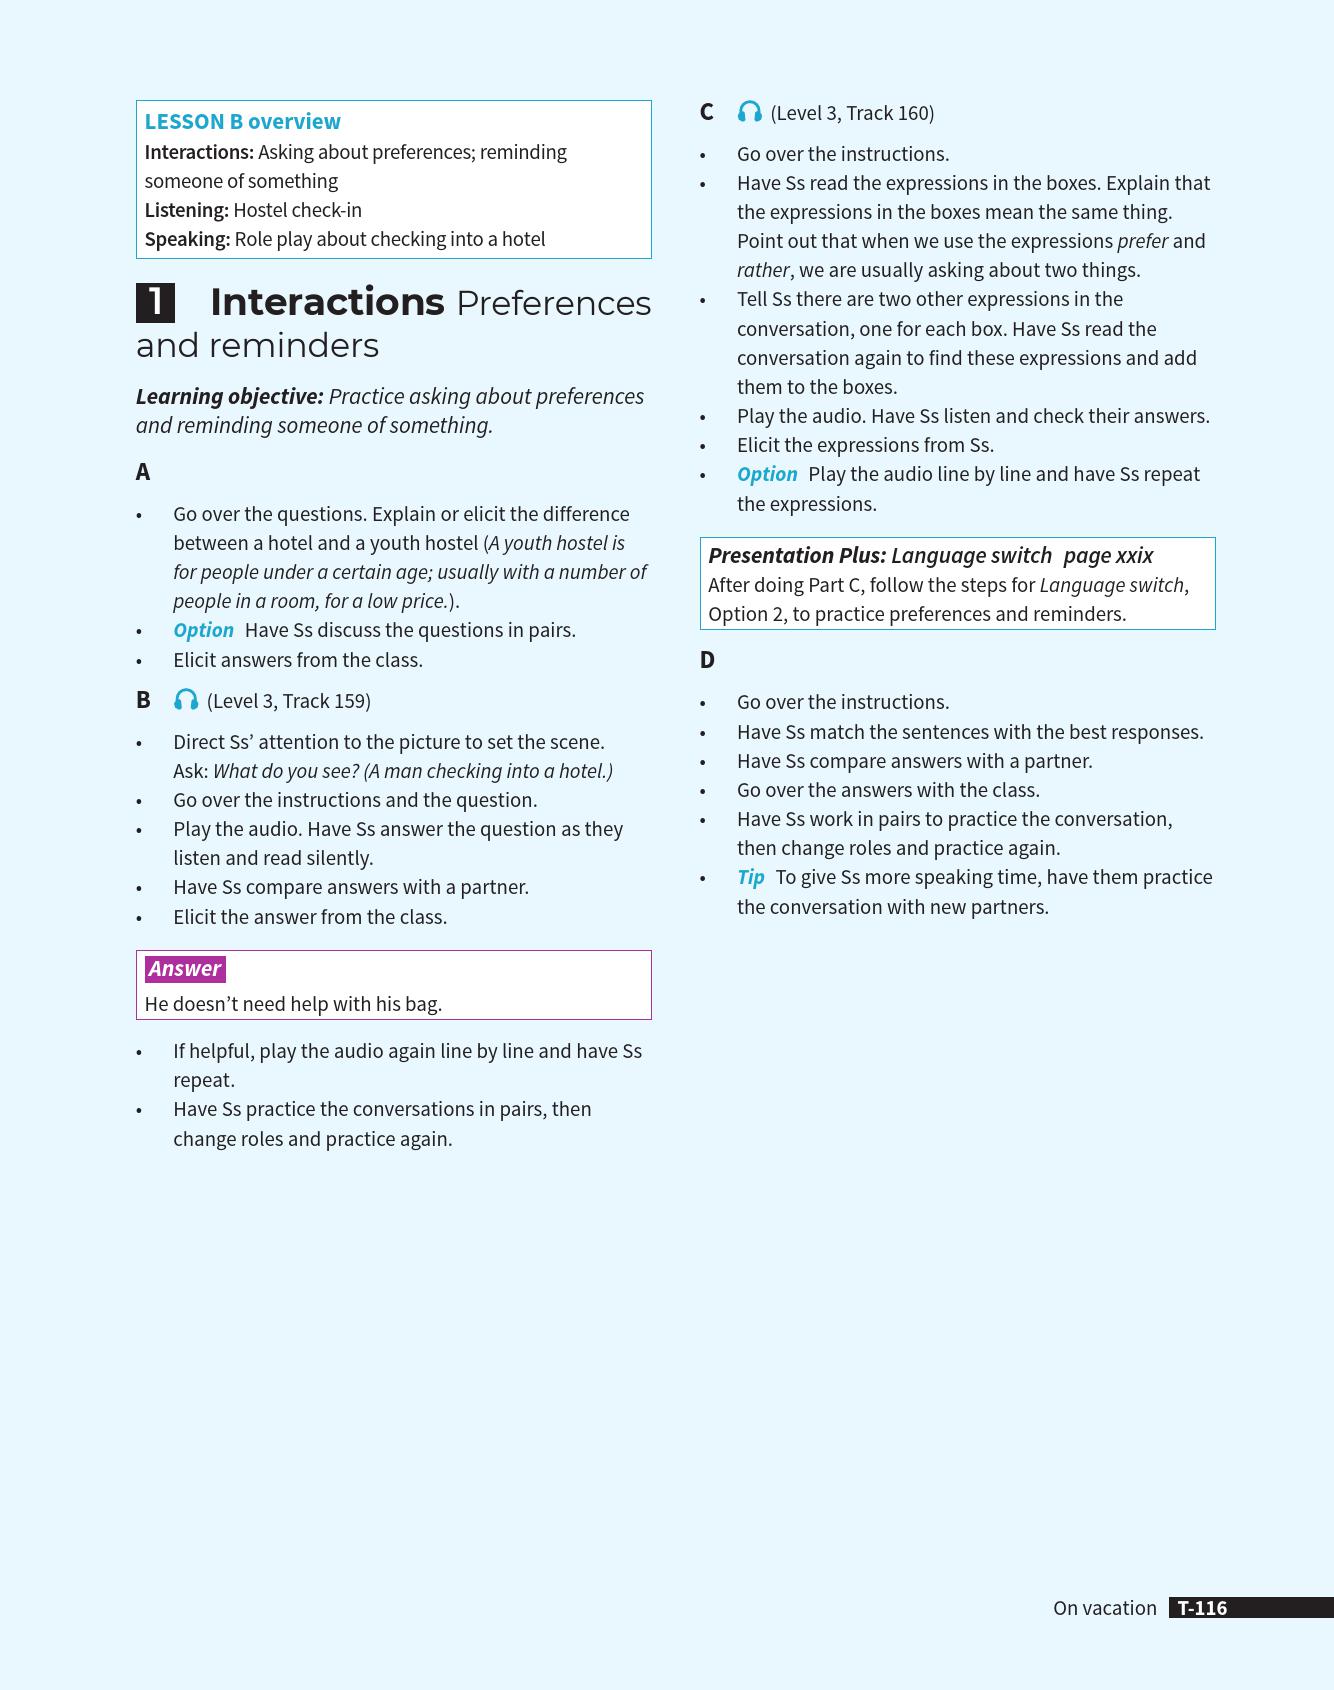 LESSON B overview
Interactions: Asking about preferences; reminding
someone of something
Listening: Hostel check-in
Speaking: Role play about checking into a hotel
1 Interactions Preferences
and reminders
Learning objective: Practice asking about preferences
and reminding someone of something.
A
• Go over the questions. Explain or elicit the difference
between a hotel and a youth hostel (A youth hostel is
for people under a certain age; usually with a number of
people in a room, for a low price.).
• Option Have Ss discuss the questions in pairs.
• Elicit answers from the class.
B (Level 3, Track 159)
• Direct Ss’ attention to the picture to set the scene.
Ask: What do you see? (A man checking into a hotel.)
• Go over the instructions and the question.
• Play the audio. Have Ss answer the question as they
listen and read silently.
• Have Ss compare answers with a partner.
• Elicit the answer from the class.
Answer
He doesn’t need help with his bag.
• If helpful, play the audio again line by line and have Ss
repeat.
• Have Ss practice the conversations in pairs, then
change roles and practice again.
C (Level 3, Track 160)
• Go over the instructions.
• Have Ss read the expressions in the boxes. Explain that
the expressions in the boxes mean the same thing.
Point out that when we use the expressions prefer and
rather, we are usually asking about two things.
• Tell Ss there are two other expressions in the
conversation, one for each box. Have Ss read the
conversation again to find these expressions and add
them to the boxes.
• Play the audio. Have Ss listen and check their answers.
• Elicit the expressions from Ss.
• Option Play the audio line by line and have Ss repeat
the expressions.
Presentation Plus: Language switch page xxix
After doing Part C, follow the steps for Language switch,
Option 2, to practice preferences and reminders.
D
• Go over the instructions.
• Have Ss match the sentences with the best responses.
• Have Ss compare answers with a partner.
• Go over the answers with the class.
• Have Ss work in pairs to practice the conversation,
then change roles and practice again.
• Tip To give Ss more speaking time, have them practice
the conversation with new partners.
On vacation T-116